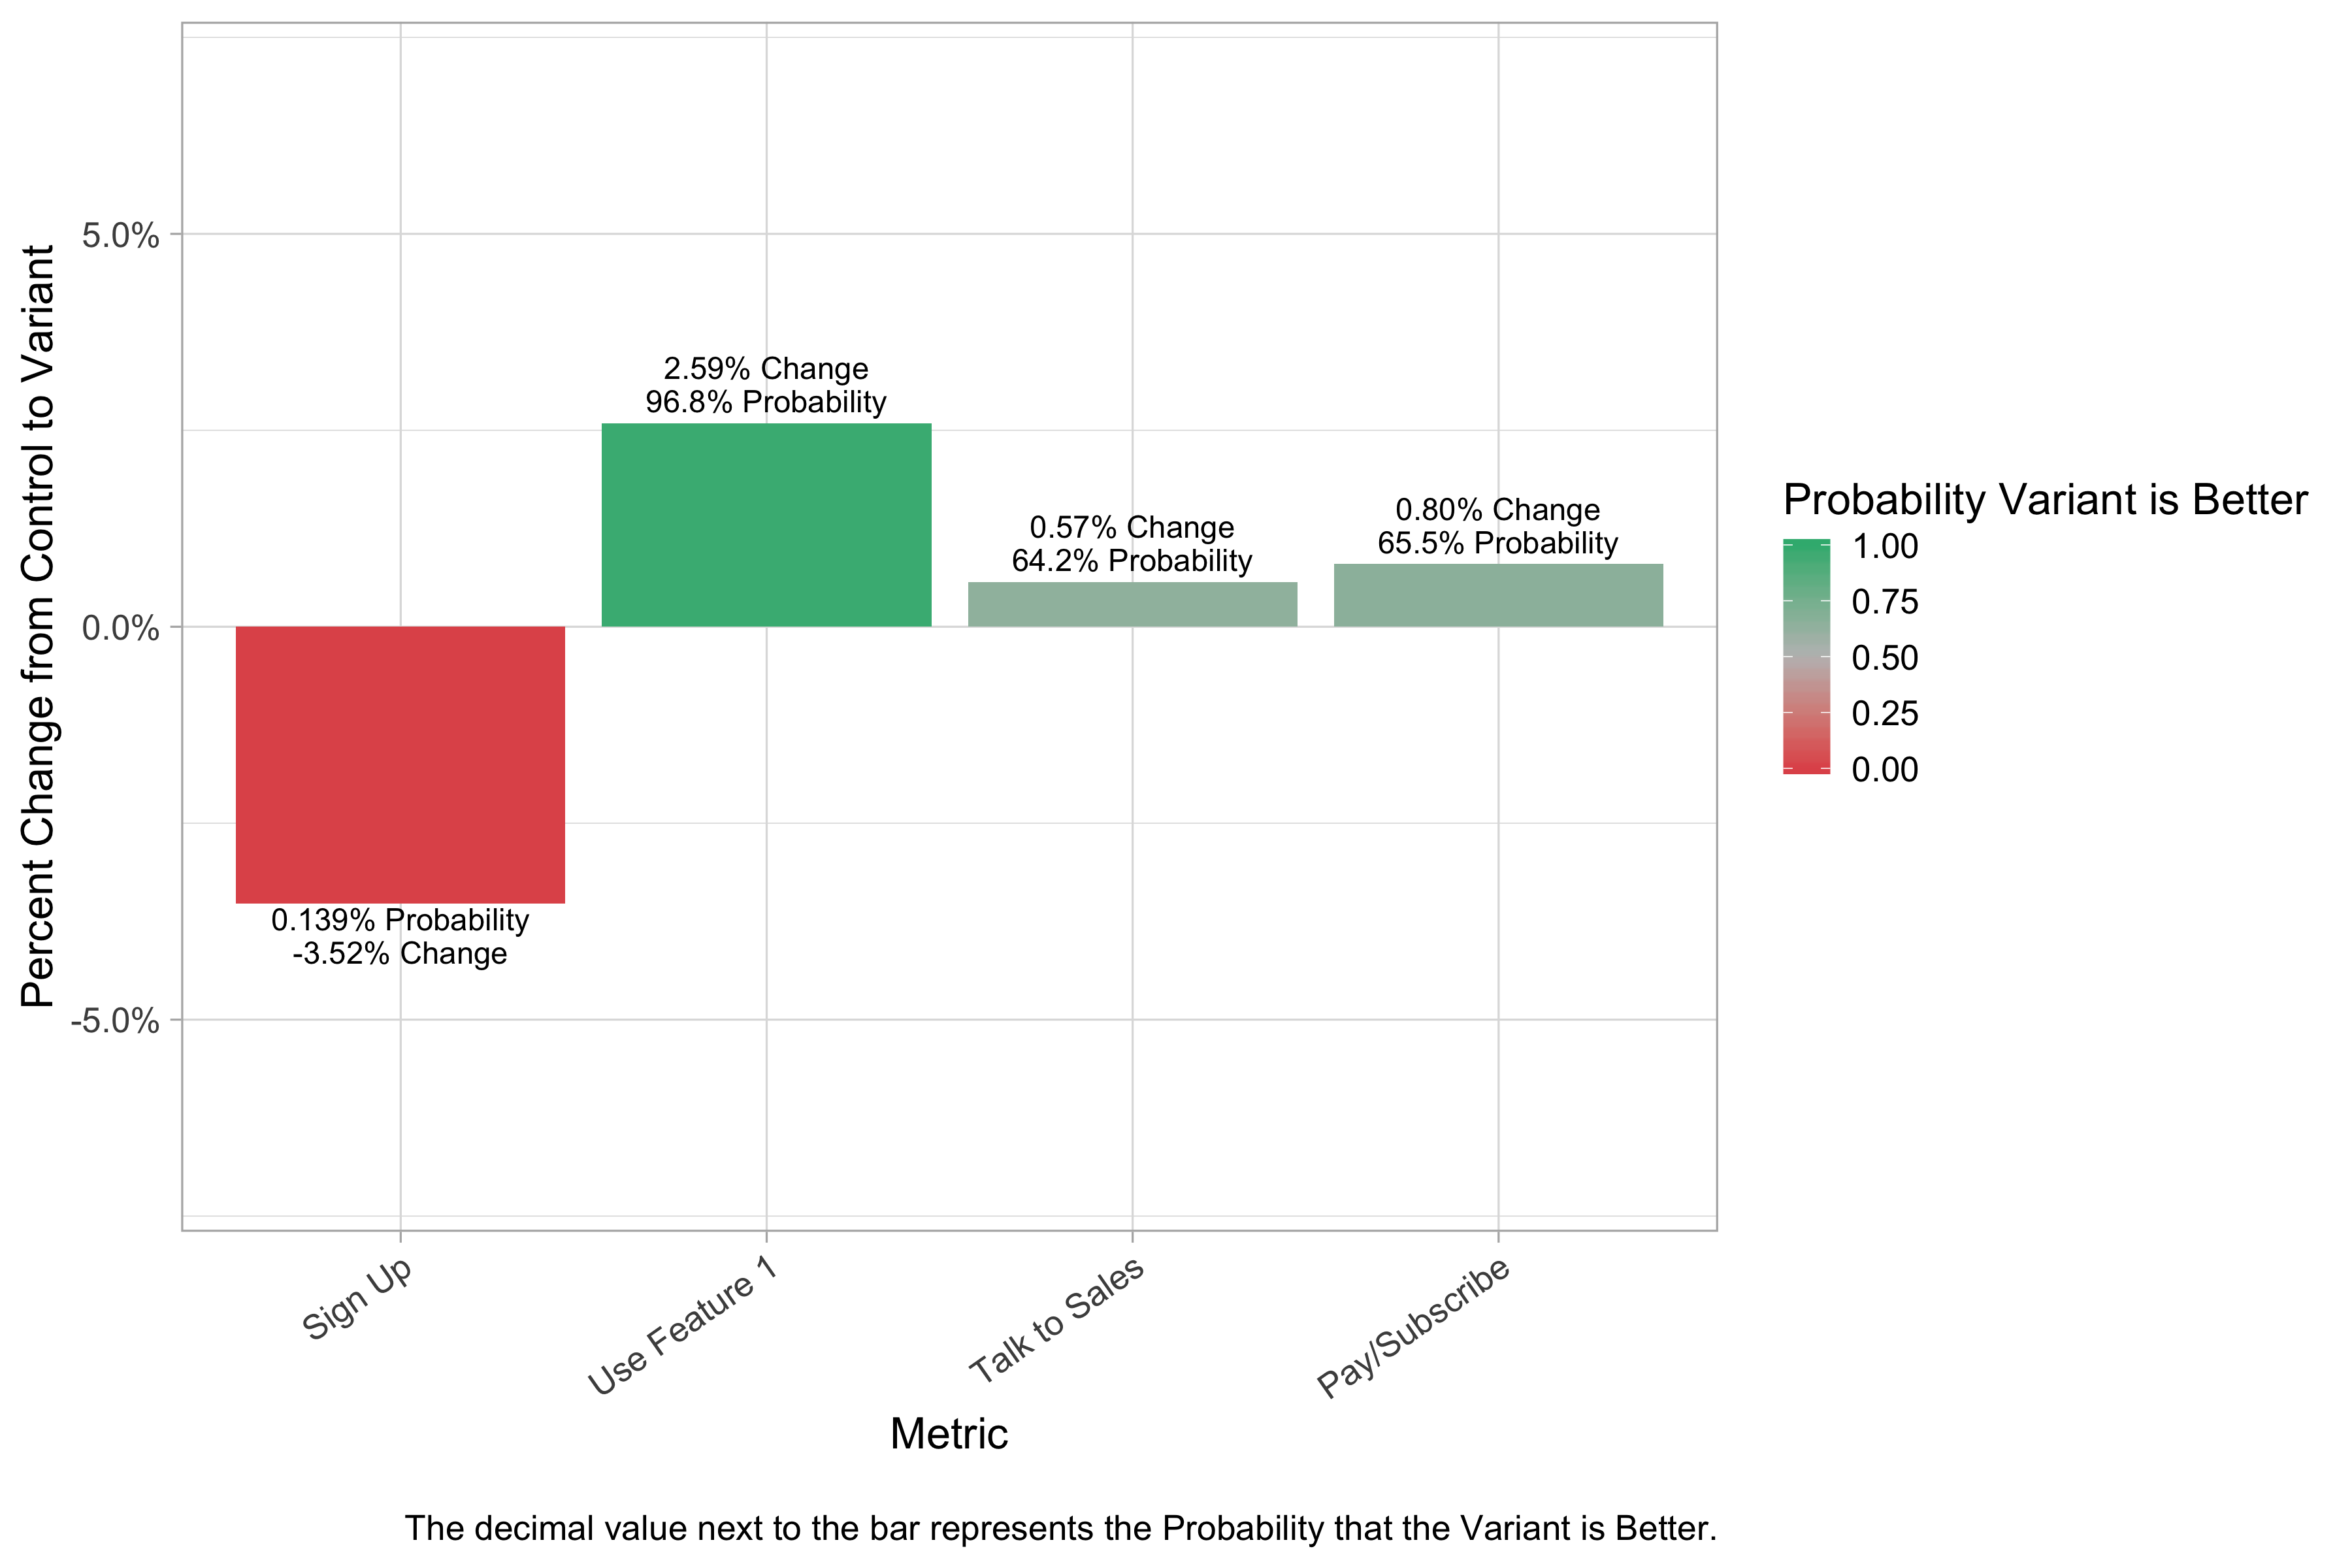 Percent Change from Control to Variant
5.0%
0.0%
-5.0%
2.59% Change
96.8% Probability
0.57% Change
64.2% Probability
0.80% Change
65.5% Probability
0.139% Probability
-3.52% Change
Sign Up
Use Feature 1
Talk to Sales
Pay/Subscribe
Metric
Probability Variant is Better
1.00
0.75
0.50
0.25
0.00
The decimal value next to the bar represents the Probability that the Variant is Better.